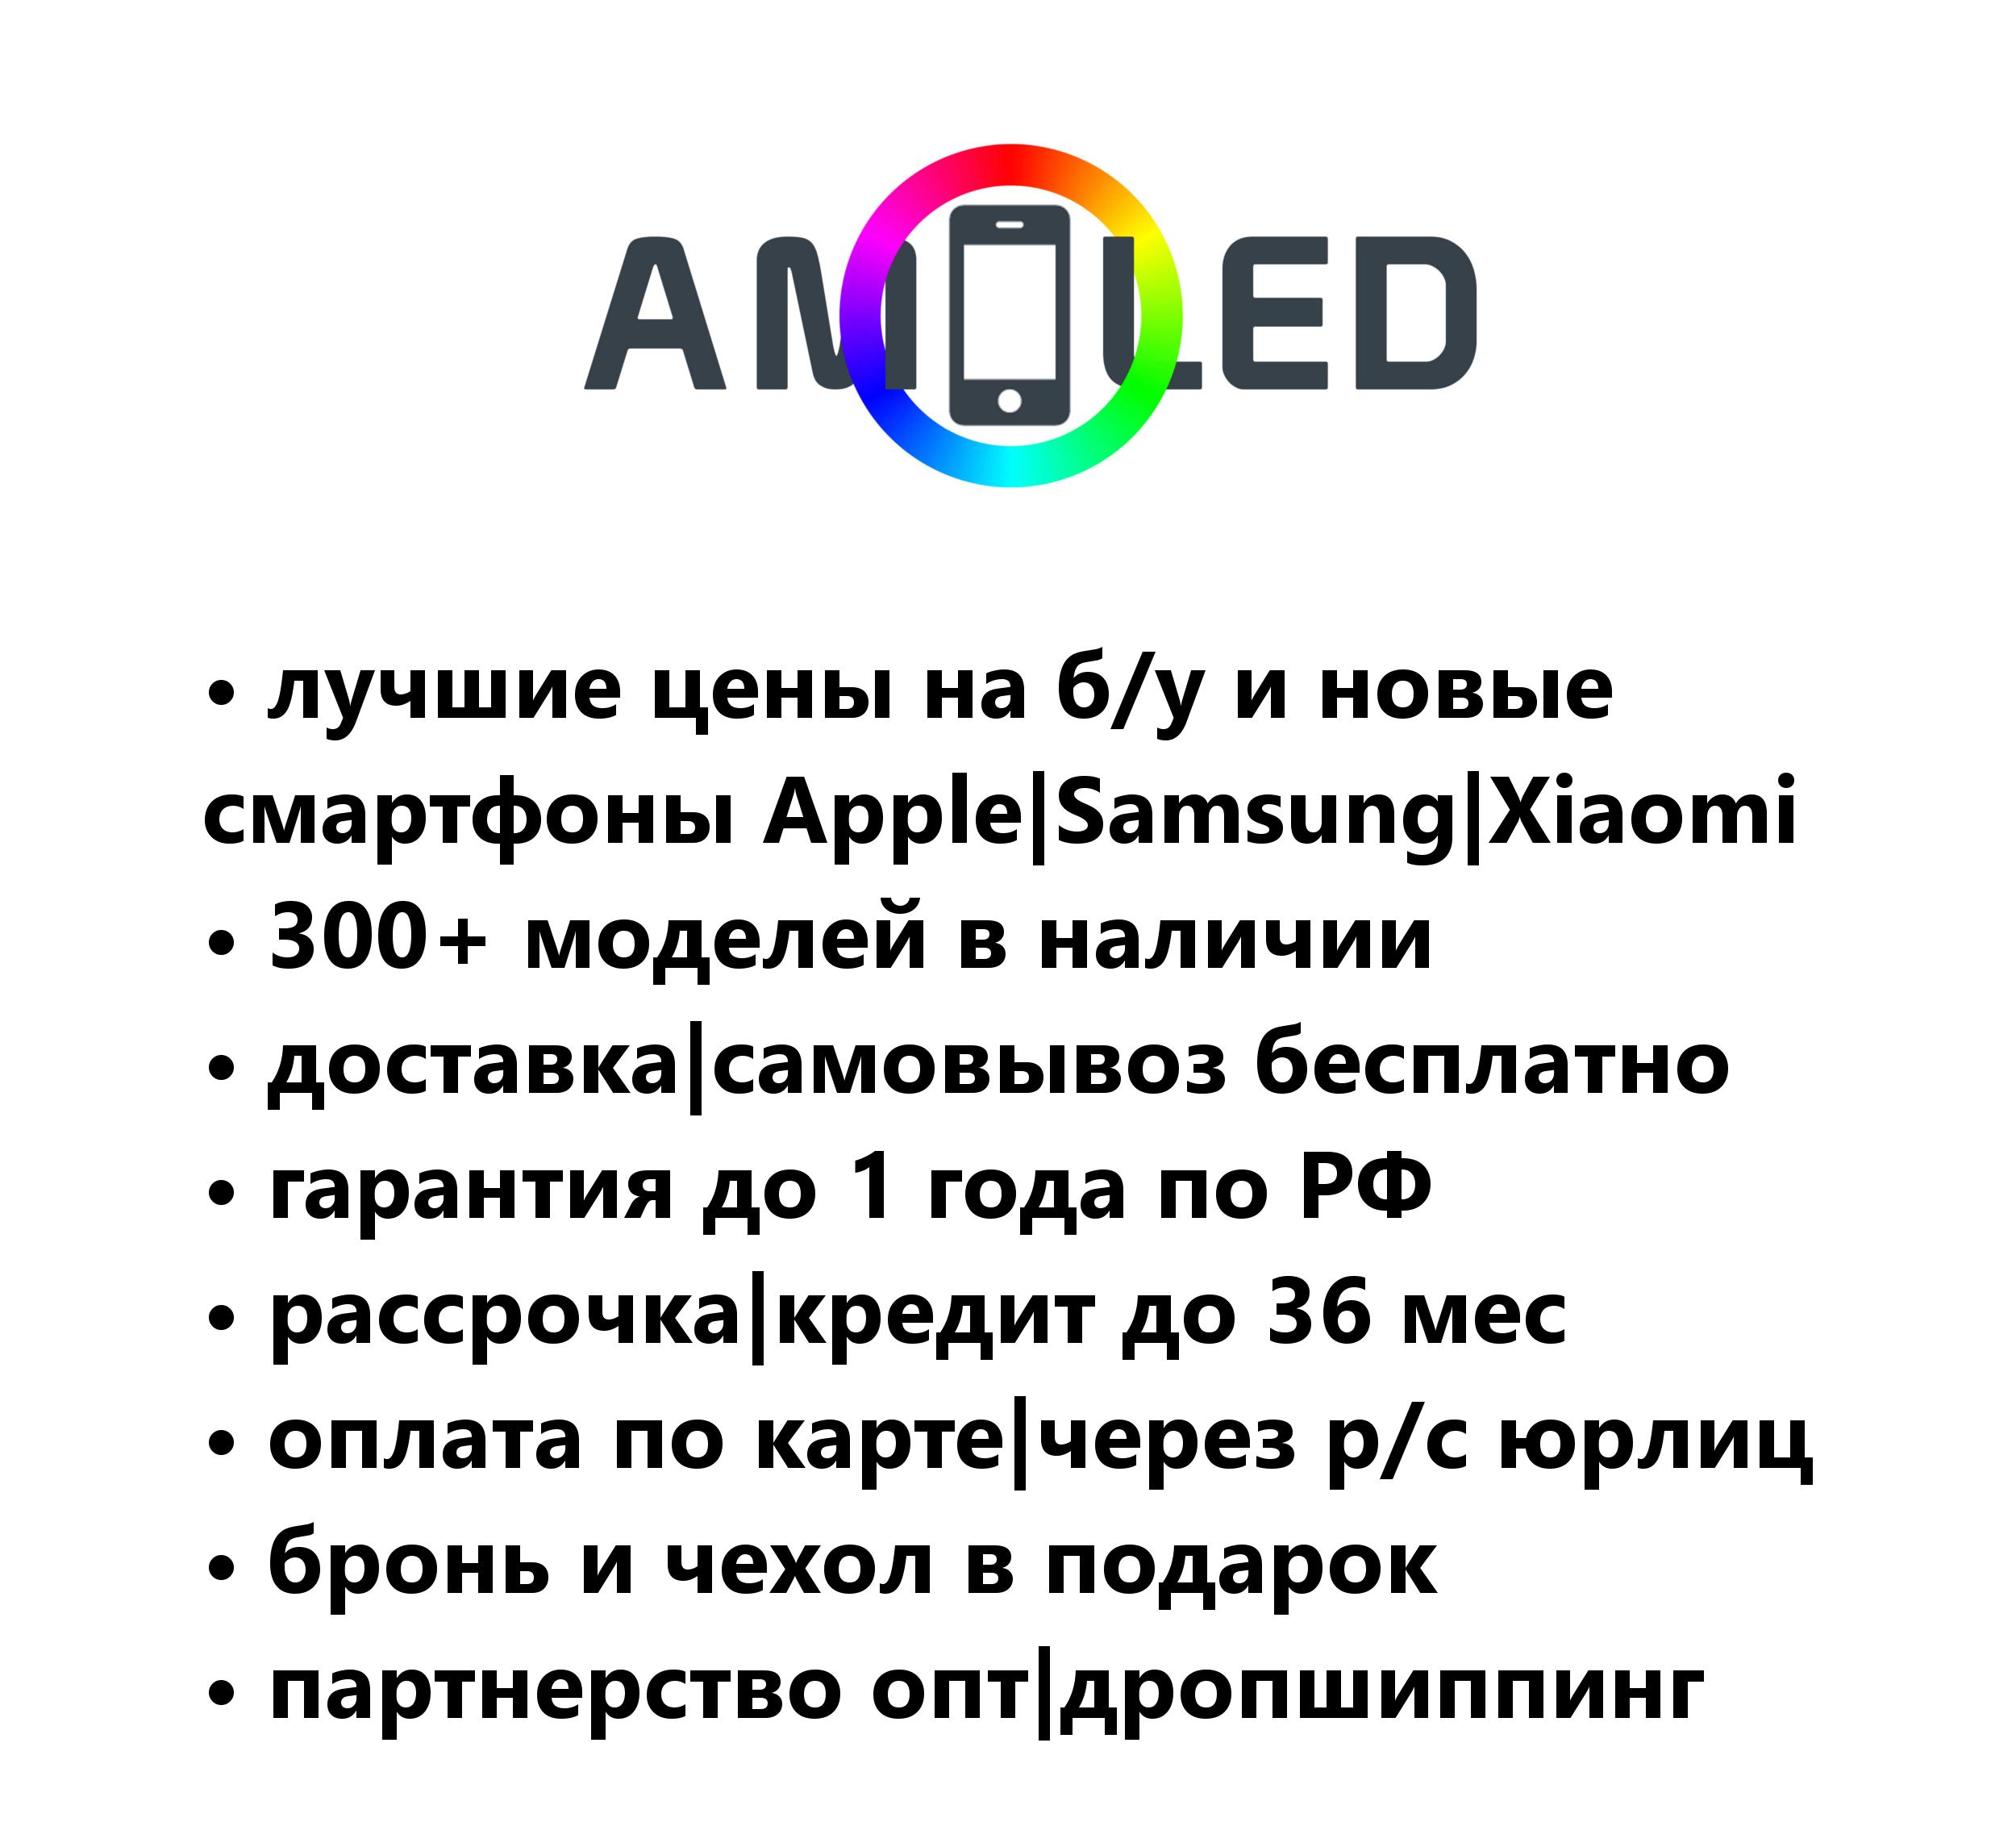 AMOLED
• лучшие цены на б/у и новые
смартфоны Apple|Samsung|Xiaomi
• 300+ моделей в наличии
• доставка|самовывоз бесплатно
• гарантия до 1 года по РФ
• рассрочка|кредит до 36 мес
• оплата по карте|через р/с юрлиц
• бронь и чехол в подарок
• партнерство опт|дропшиппинг